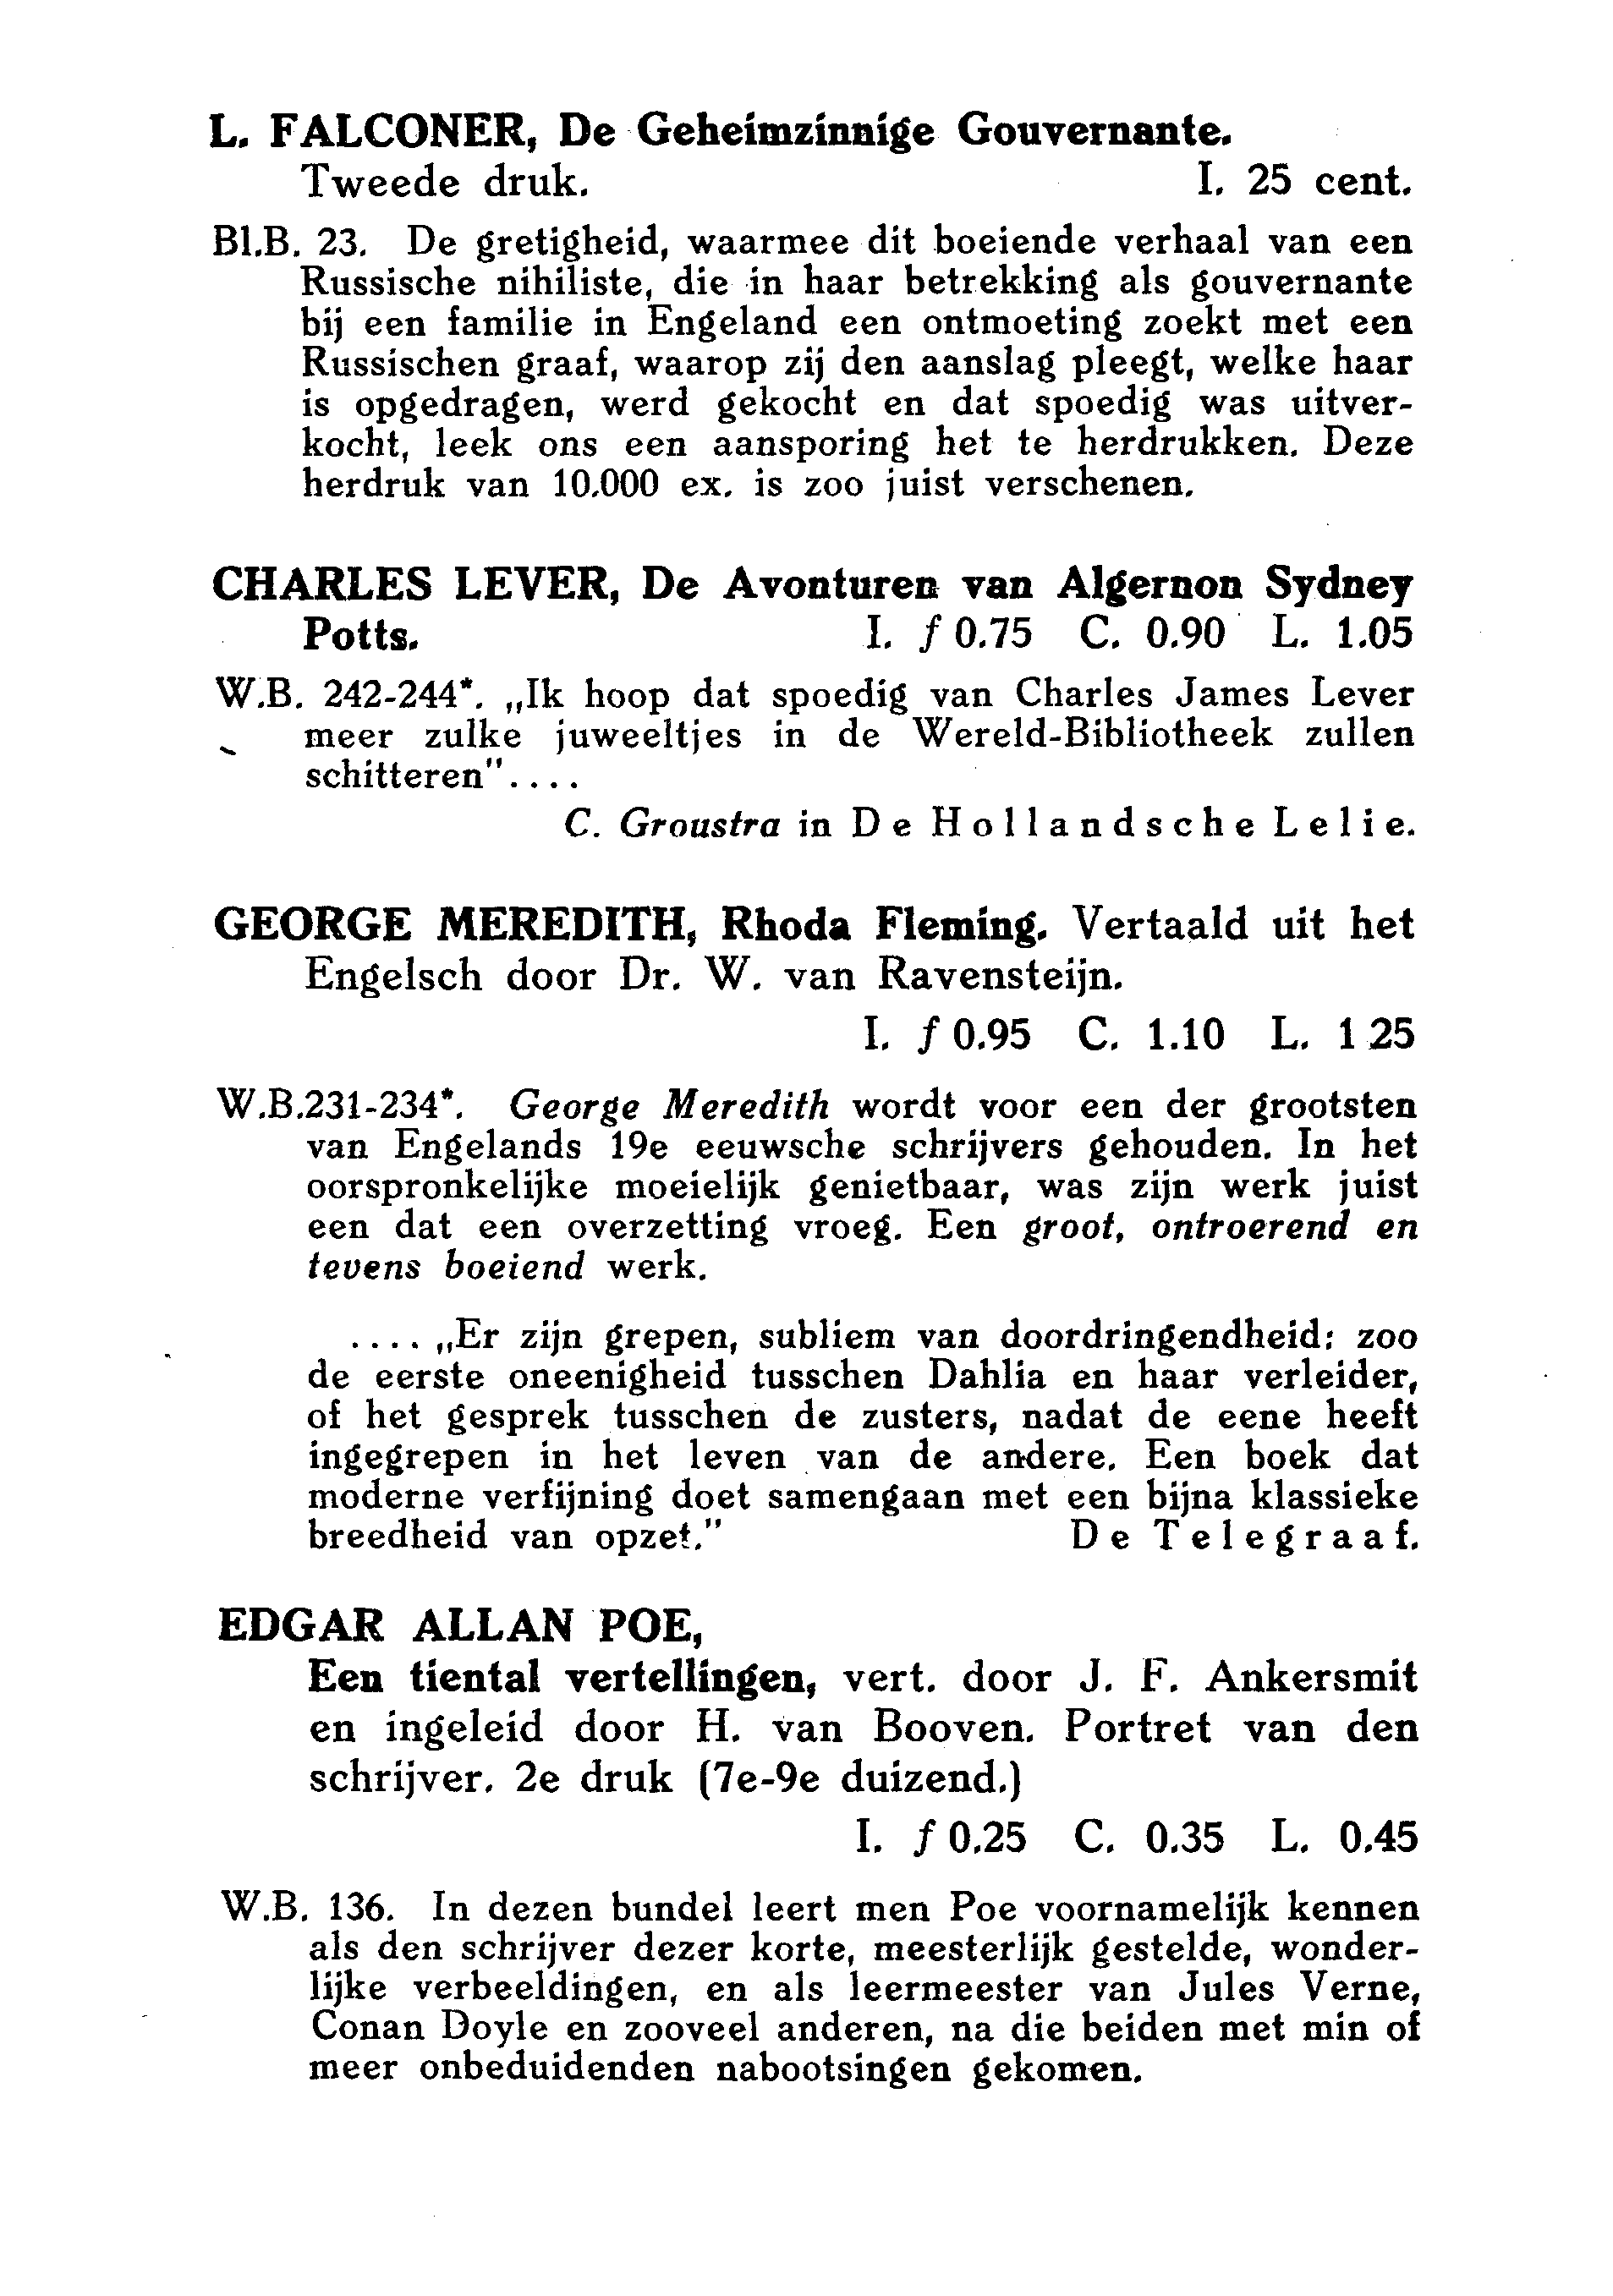 L. FALCONER, De Geheimzinnige Gouvernante.
Tweede druk. I. 25 cent.
Bl.B. 23. De gretigheid, waarmee dit boeiende verhaal van een
Russische nihiliste, die in haar betrekking als gouvernante
bij een familie in Engeland een ontmoeting zoekt met een
Russischen graaf, waarop zij den aanslag pleegt, welke haar
is opgedragen, werd gekocht en dat spoedig was uitver-
kocht, leek ons een aansporing het te herdrukken. Deze
herdruk van 10.000 ex. is zoo juist verschenen.
CHARLES LEVER, De Avonturen van Algernon Sydney
Potts. I. ƒ 0.75 C. 0.90 L. 1.05
W.B. 242-244*. „Ik hoop dat spoedig van Charles James Lever
meer zulke juweeltjes in de Wereld-Bibliotheek zullen
schitteren"....
C. Groustra in De Hollandsche Lelie.
GEORGE MEREDITH, Rhoda Fleming. Vertaald uit het
Engelsch door Dr. W. van Ravensteijn.
I. ƒ 0.95 C. 1.10 L. 1 25
W.B.231-234*. George Meredith wordt voor een der grootsten
van Engelands 19e eeuwsche schrijvers gehouden. In het
oorspronkelijke moeielijk genietbaar, was zijn werk juist
een dat een overzetting vroeg. Een groot, ontroerend en
tevens boeiend werk.
.... „Er zijn grepen, subliem van doordringendheid: zoo
de eerste oneenigheid tusschen Dahlia en haar verleider,
of het gesprek tusschen de zusters, nadat de eene heeft
ingegrepen in het leven van de andere. Een boek dat
moderne verfijning doet samengaan met een bijna klassieke
breedheid van opzet." De Telegraaf.
EDGAR ALLAN POE,
Een tiental vertellingen, vert. door J. F. Ankersmit
en ingeleid door H. van Booven. Portret van den
schrijver. 2e druk (7e-9e duizend.)
I. ƒ 0.25 C. 0.35 L. 0.45
W.B. 136. In dezen bundel leert men Poe voornamelijk kennen
als den schrijver dezer korte, meesterlijk gestelde, wonder-
lijke verbeeldingen, en als leermeester van Jules Verne,
Conan Doyle en zooveel anderen, na die beiden met min of
meer onbeduidenden nabootsingen gekomen.